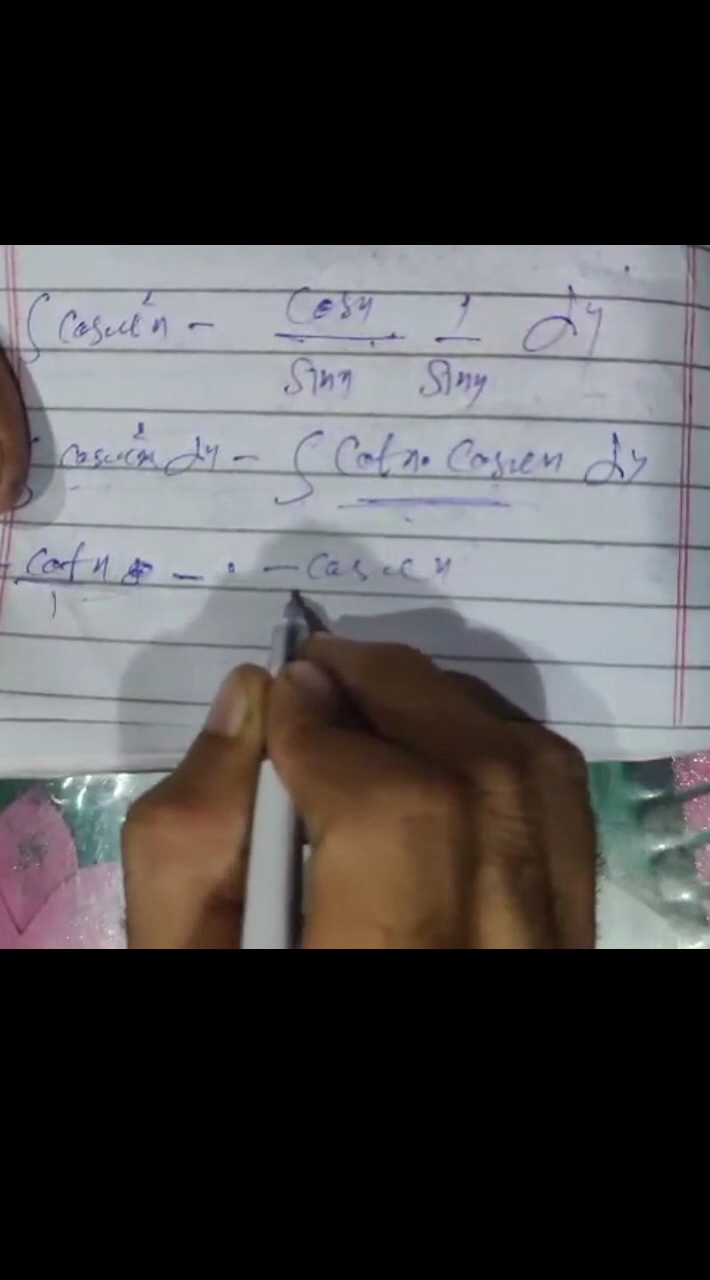 ∫ cosec²x - cosx/sinx 1/sinx dx
cosec²x dx - ∫ cotx. cosecx dx
- cotx - . - cosecx